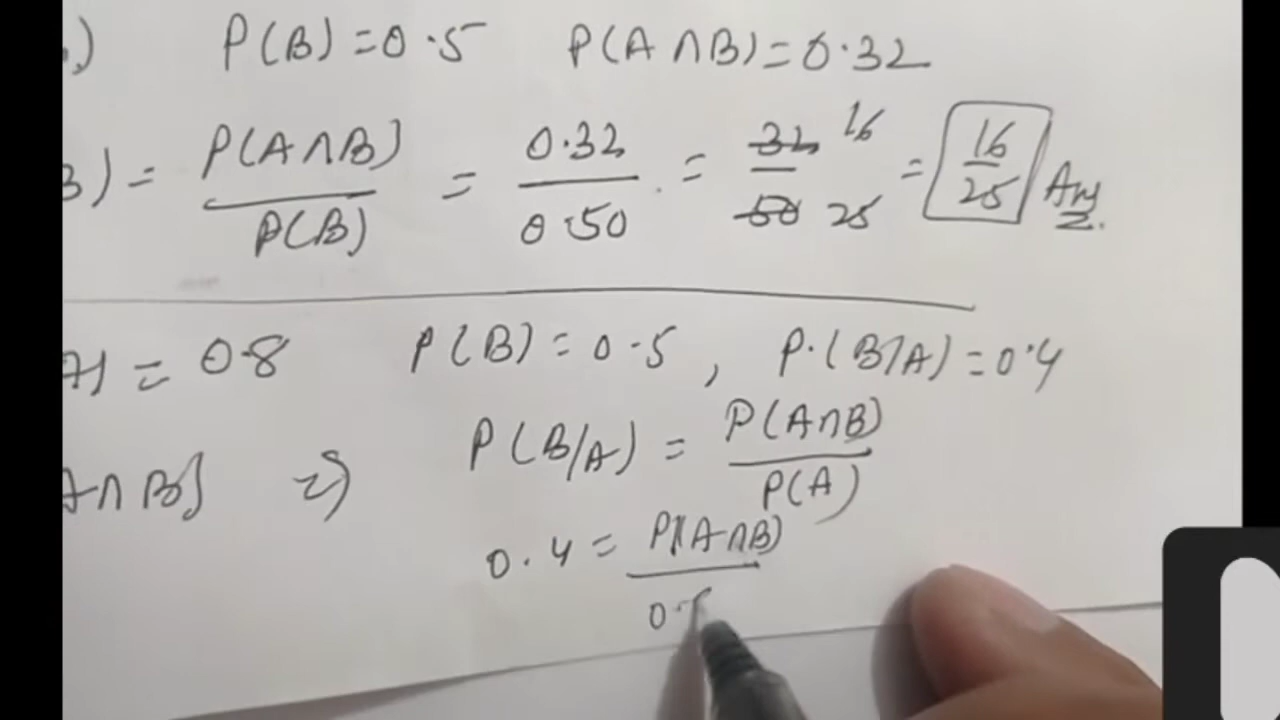 P(B) = 0.5 P(A ∩ B) = 0.32
B) = P(A ∩ B) / P(B) = 0.32 / 0.50 = 32 16 / 50 25 = 16 / 25 Ans.
A) = 0.8 P(B) = 0.5 , P.(B/A) = 0.4
A ∩ B) ⇒ P(B/A) = P(A∩B) / P(A)
0.4 = P(A∩B) / 0.